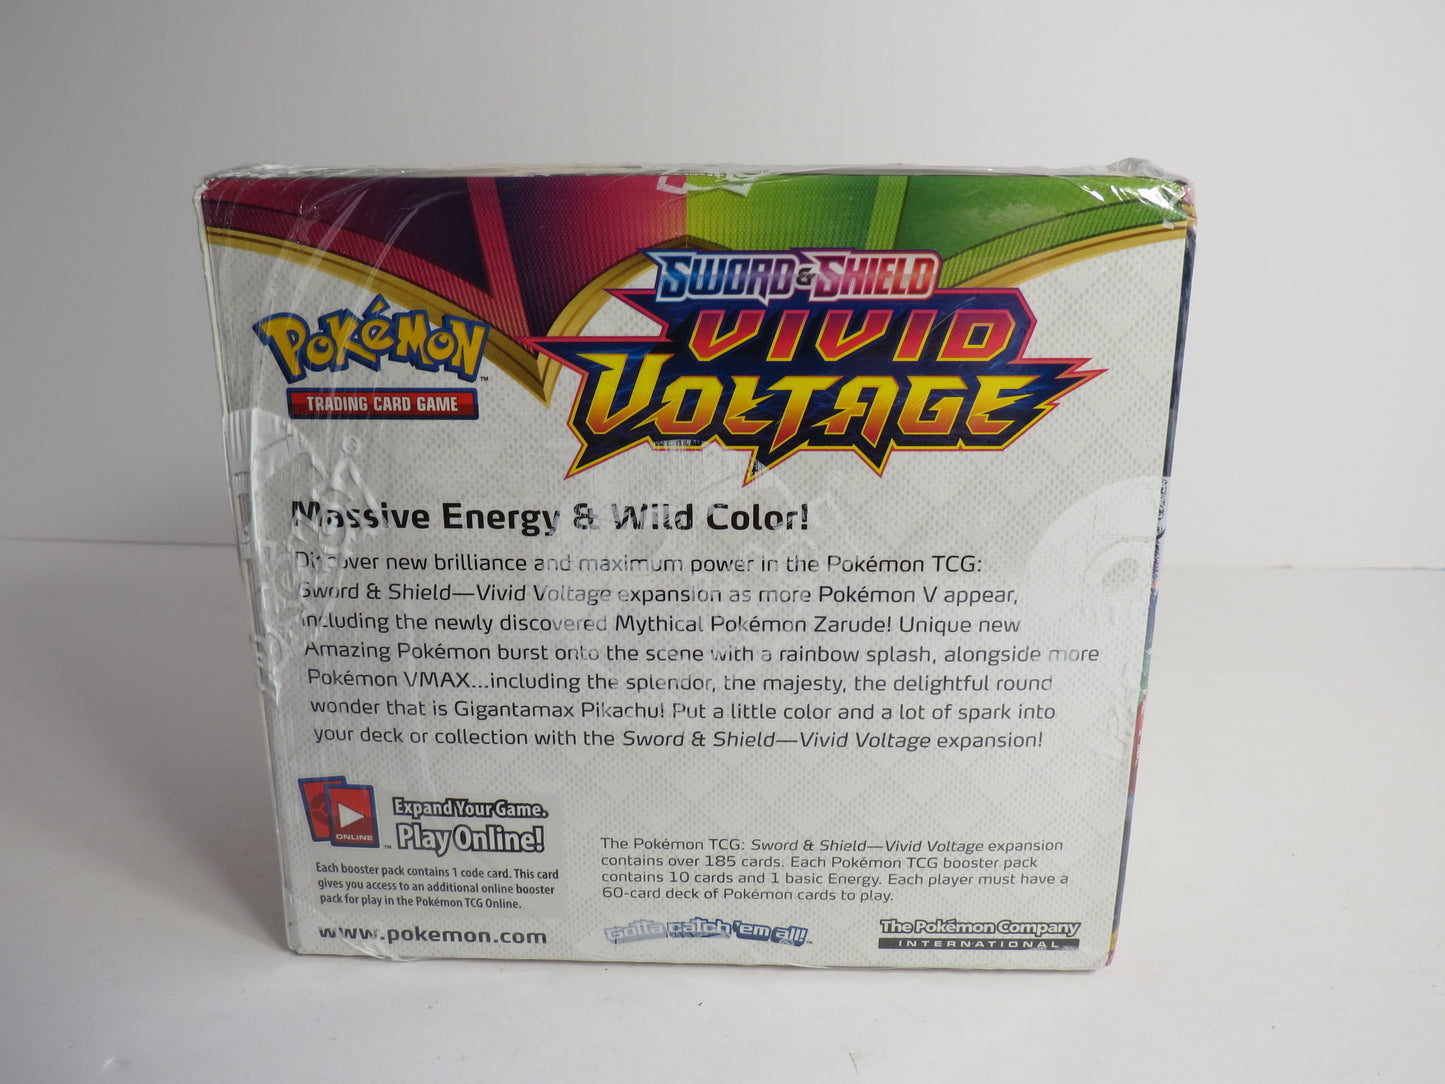 SWORD & SHIELD
VIVID
VOLTAGE
POKéMON™
TRADING CARD GAME
Massive Energy & Wild Color!
Discover new brilliance and maximum power in the Pokémon TCG:
Sword & Shield—Vivid Voltage expansion as more Pokémon V appear,
including the newly discovered Mythical Pokémon Zarude! Unique new
Amazing Pokémon burst onto the scene with a rainbow splash, alongside more
Pokémon VMAX...including the splendor, the majesty, the delightful round
wonder that is Gigantamax Pikachu! Put a little color and a lot of spark into
your deck or collection with the Sword & Shield—Vivid Voltage expansion!
ONLINE
Expand Your Game.
Play Online!
Each booster pack contains 1 code card. This card
gives you access to an additional online booster
pack for play in the Pokémon TCG Online.
www.pokemon.com
The Pokémon TCG: Sword & Shield—Vivid Voltage expansion
contains over 185 cards. Each Pokémon TCG booster pack
contains 10 cards and 1 basic Energy. Each player must have a
60-card deck of Pokémon cards to play.
Gotta catch 'em all!™
The Pokémon Company
INTERNATIONAL